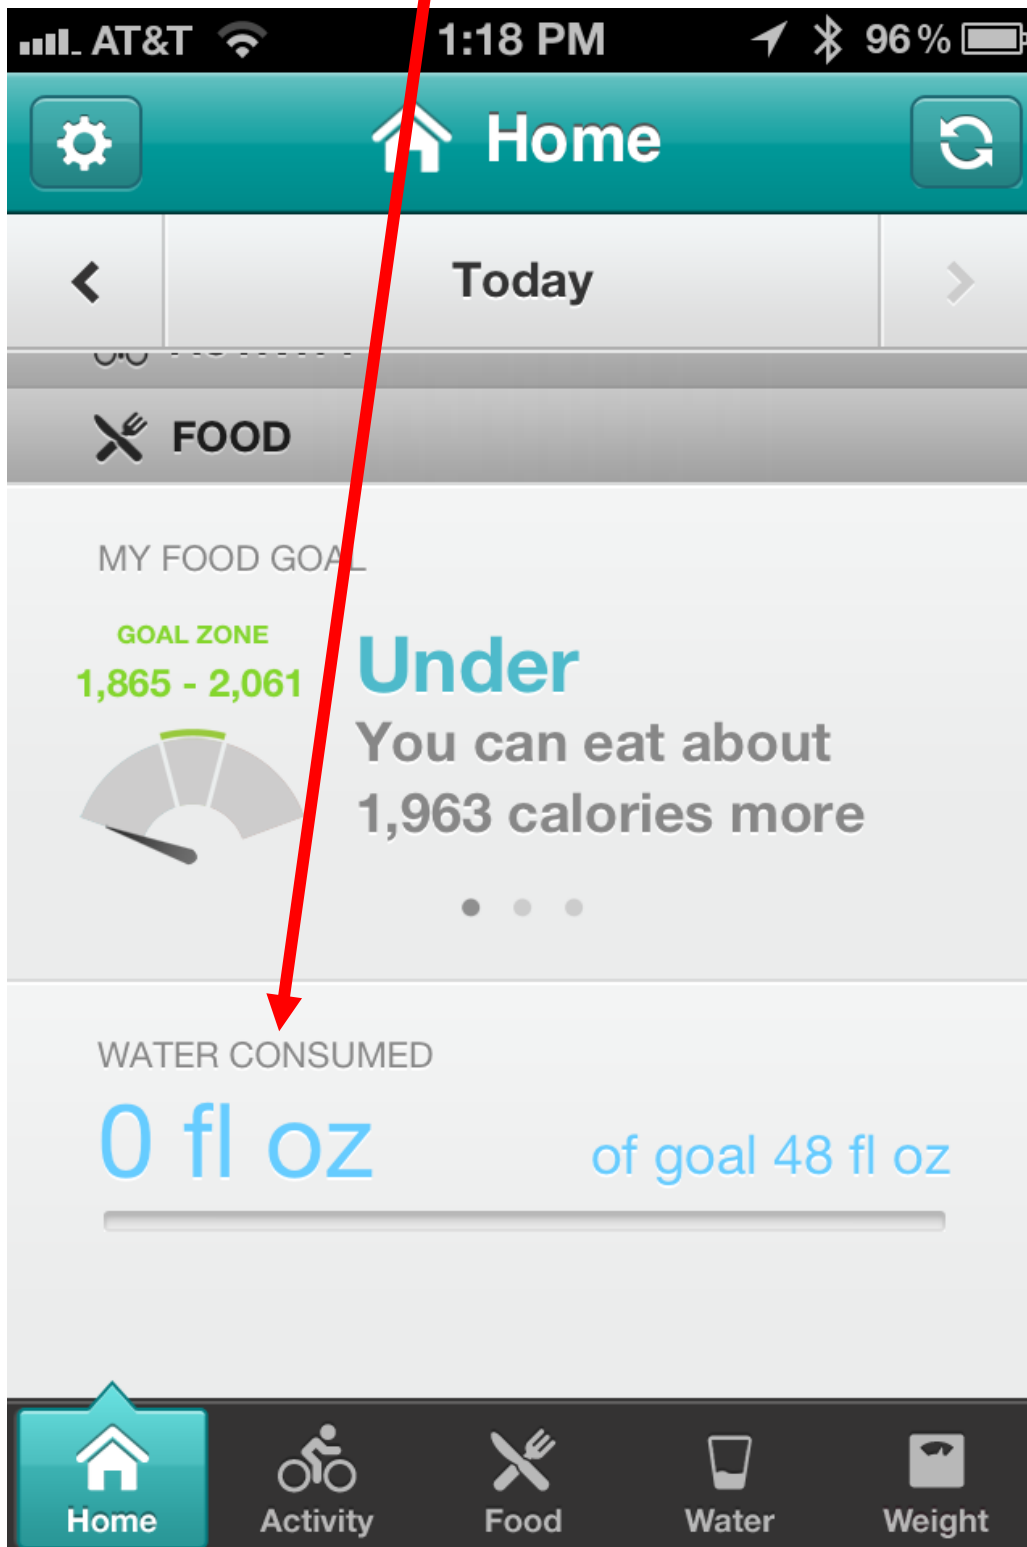 AT&T 1:18 PM 96%
Home
Today
ACTIVITY
FOOD
MY FOOD GOAL
GOAL ZONE
1,865 - 2,061
Under
You can eat about
1,963 calories more
WATER CONSUMED
0 fl oz of goal 48 fl oz
Home Activity Food Water Weight